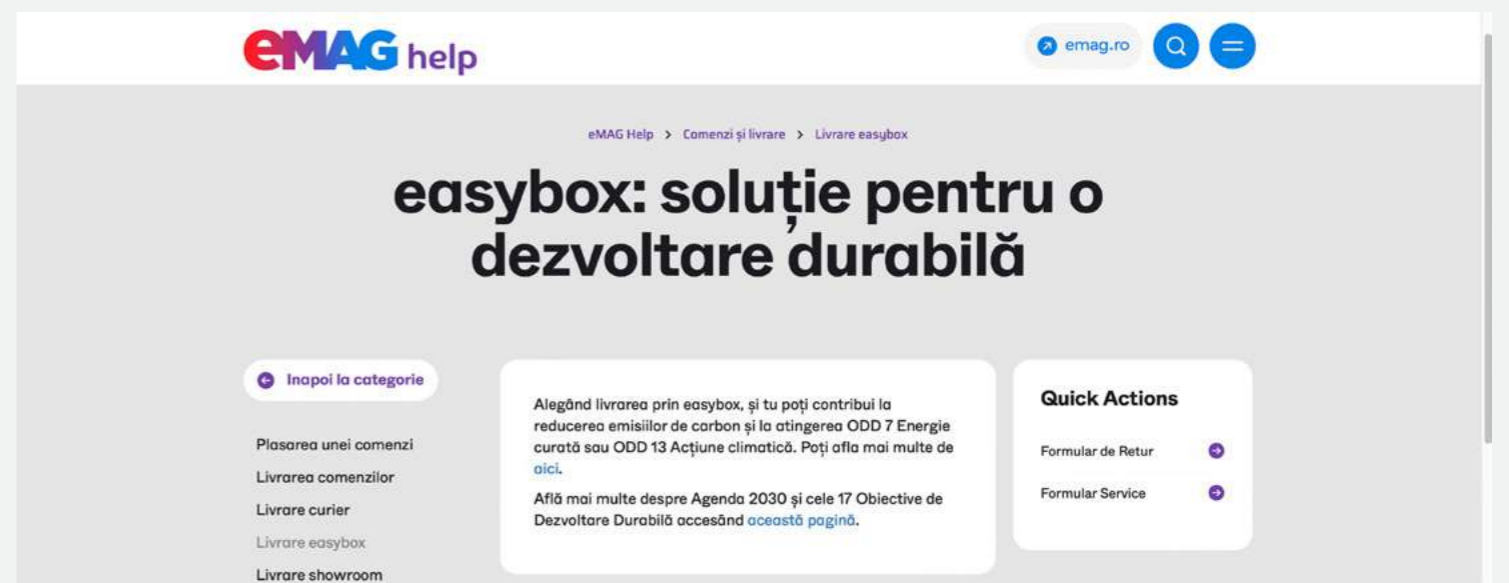 eMAG help
emag.ro
eMAG Help > Comenzi și livrare > Livrare easybox
easybox: soluție pentru o
dezvoltare durabilă
Inapoi la categorie
Plasarea unei comenzi
Livrarea comenzilor
Livrare curier
Livrare easybox
Livrare showroom
Alegând livrarea prin easybox, și tu poți contribui la
reducerea emisiilor de carbon și la atingerea ODD 7 Energie
curată sau ODD 13 Acțiune climatică. Poți afla mai multe de
aici.
Află mai multe despre Agenda 2030 și cele 17 Obiective de
Dezvoltare Durabilă accesând această pagină.
Quick Actions
Formular de Retur
Formular Service